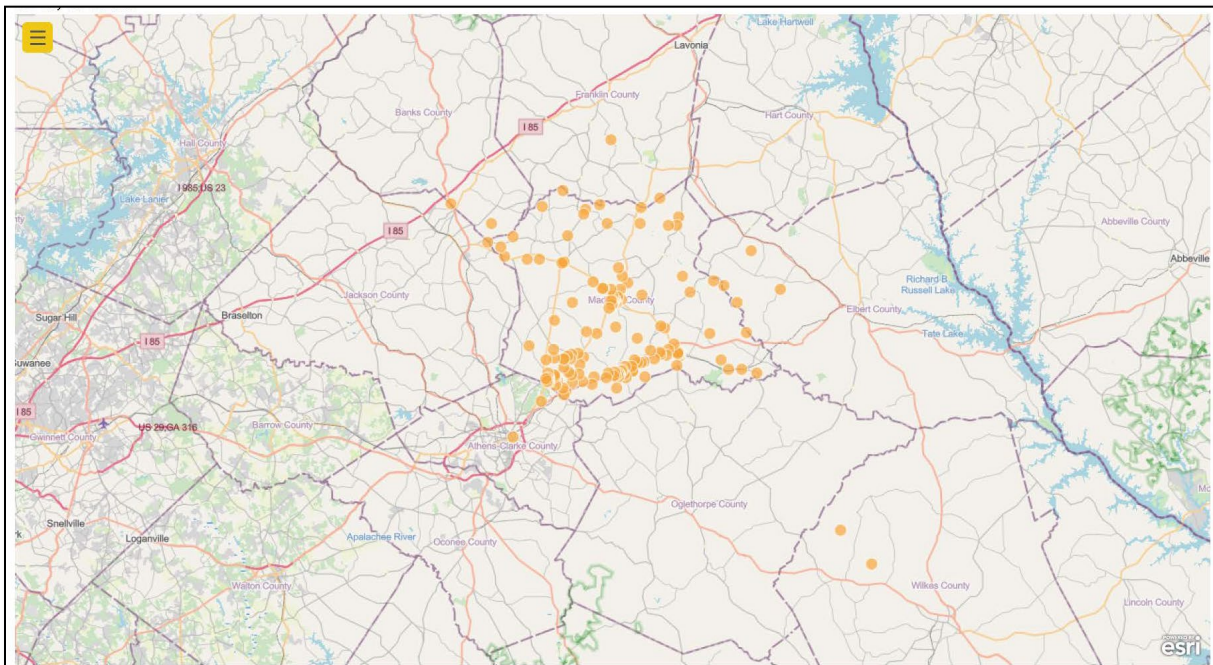 Lake Hartwell
Lavonia
Franklin County
Banks County
Hart County
I 85
Hall County
I 985;US 23
Lake Lanier
Abbeville County
I 85
Abbeville
Richard B
Russell Lake
Jackson County
County
Elbert County
Sugar Hill
Braselton
Tate Lake
I 85
Suwanee
I 85
US 29;GA 316
Barrow County
Gwinnett County
Athens-Clarke County
Oglethorpe County
Snellville
Loganville
Apalachee River
Oconee County
Walton County
Wilkes County
Lincoln County
POWERED BY
esri